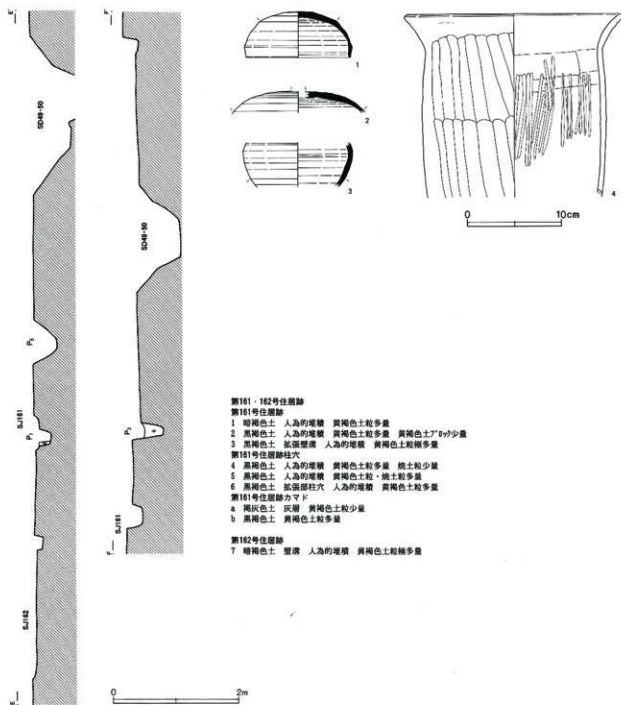 E
SD49・50
P5
SJ161
P1
SJ162
E
F
SD49・50
P3
6
SJ161
F
1
2
3
4
0 10cm
第161・162号住居跡
第161号住居跡
1 暗褐色土 人為的堆積 黄褐色土粒多量
2 黒褐色土 人為的堆積 黄褐色土粒多量 黄褐色土ブロック少量
3 黒褐色土 拡張壁溝 人為的堆積 黄褐色土粒極多量
第161号住居跡柱穴
4 黒褐色土 人為的堆積 黄褐色土粒多量 焼土粒少量
5 黒褐色土 人為的堆積 黄褐色土粒・焼土粒多量
6 黒褐色土 拡張部柱穴 人為的堆積 黄褐色土粒多量
第161号住居跡カマド
a 褐灰色土 灰層 黄褐色土粒少量
b 黒褐色土 黄褐色土粒多量
第162号住居跡
7 暗褐色土 壁溝 人為的堆積 黄褐色土粒極多量
0 2m